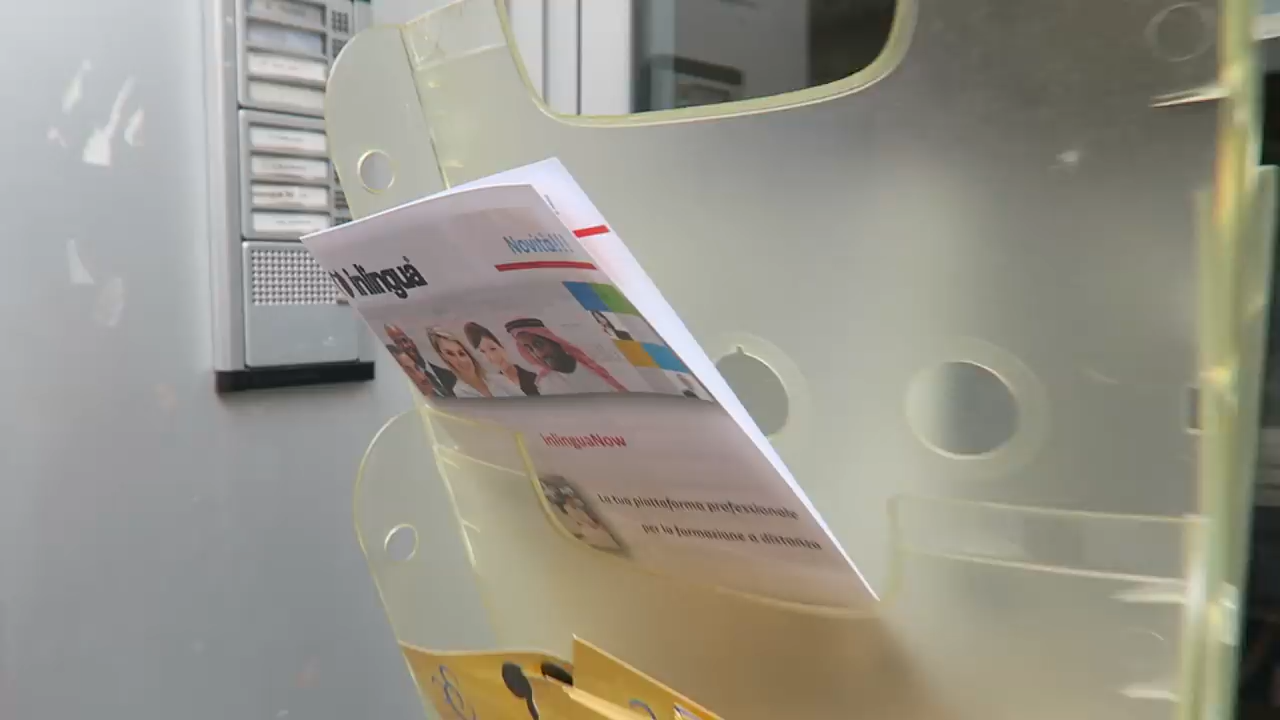 inlingua
Novità!!!
inlinguaNow
La tua piattaforma professionale
per la formazione a distanza